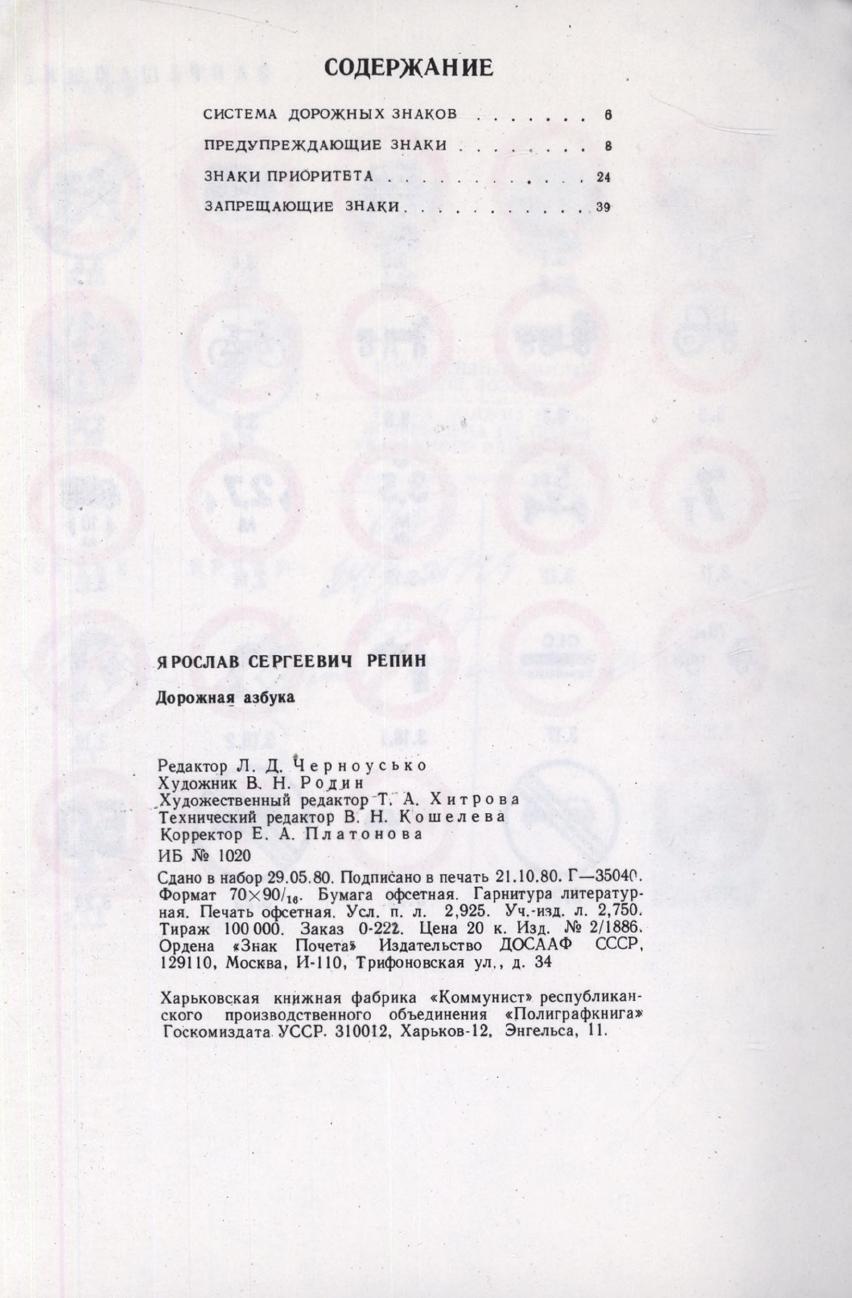 СОДЕРЖАНИЕ
СИСТЕМА ДОРОЖНЫХ ЗНАКОВ . . . . . . . 6
ПРЕДУПРЕЖДАЮЩИЕ ЗНАКИ . . . . . . . . 8
ЗНАКИ ПРИОРИТЕТА . . . . . . . . . . . 24
ЗАПРЕЩАЮЩИЕ ЗНАКИ . . . . . . . . . . . 39
ЯРОСЛАВ СЕРГЕЕВИЧ РЕПИН
Дорожная азбука
Редактор Л. Д. Черноусько
Художник В. Н. Родин
Художественный редактор Т. А. Хитрова
Технический редактор В. Н. Кошелева
Корректор Е. А. Платонова
ИБ № 1020
Сдано в набор 29.05.80. Подписано в печать 21.10.80. Г—35040.
Формат 70×90/16. Бумага офсетная. Гарнитура литератур-
ная. Печать офсетная. Усл. п. л. 2,925. Уч.-изд. л. 2,750.
Тираж 100 000. Заказ 0-222. Цена 20 к. Изд. № 2/1886.
Ордена «Знак Почета» Издательство ДОСААФ СССР,
129110, Москва, И-110, Трифоновская ул., д. 34
Харьковская книжная фабрика «Коммунист» республикан-
ского производственного объединения «Полиграфкнига»
Госкомиздата УССР. 310012, Харьков-12, Энгельса, 11.